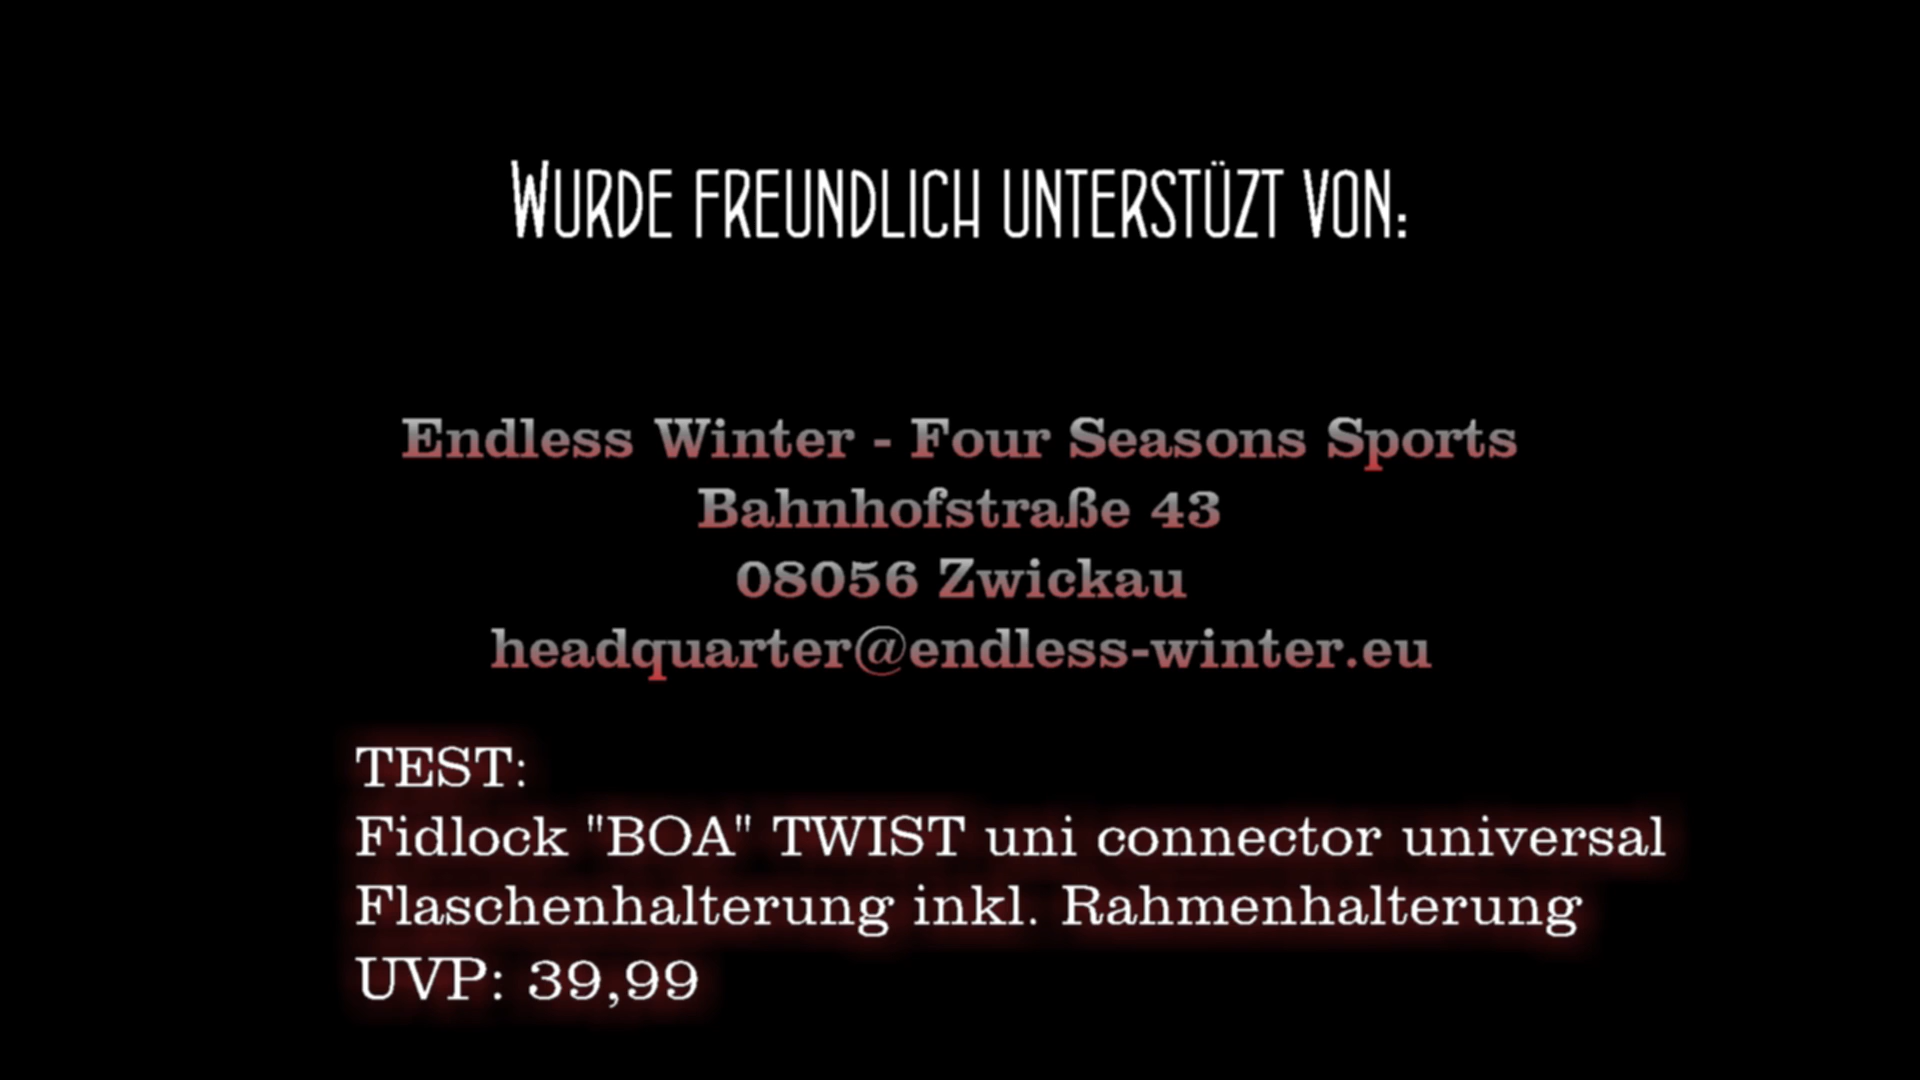 Wurde freundlich unterstüzt von:
Endless Winter - Four Seasons Sports
Bahnhofstraße 43
08056 Zwickau
headquarter@endless-winter.eu
TEST:
Fidlock "BOA" TWIST uni connector universal
Flaschenhalterung inkl. Rahmenhalterung
UVP: 39,99